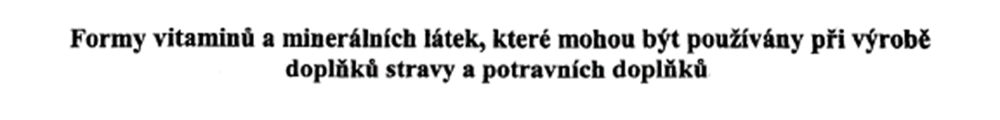 Formy vitaminů a minerálních látek, které mohou být používány při výrobě
doplňků stravy a potravních doplňků